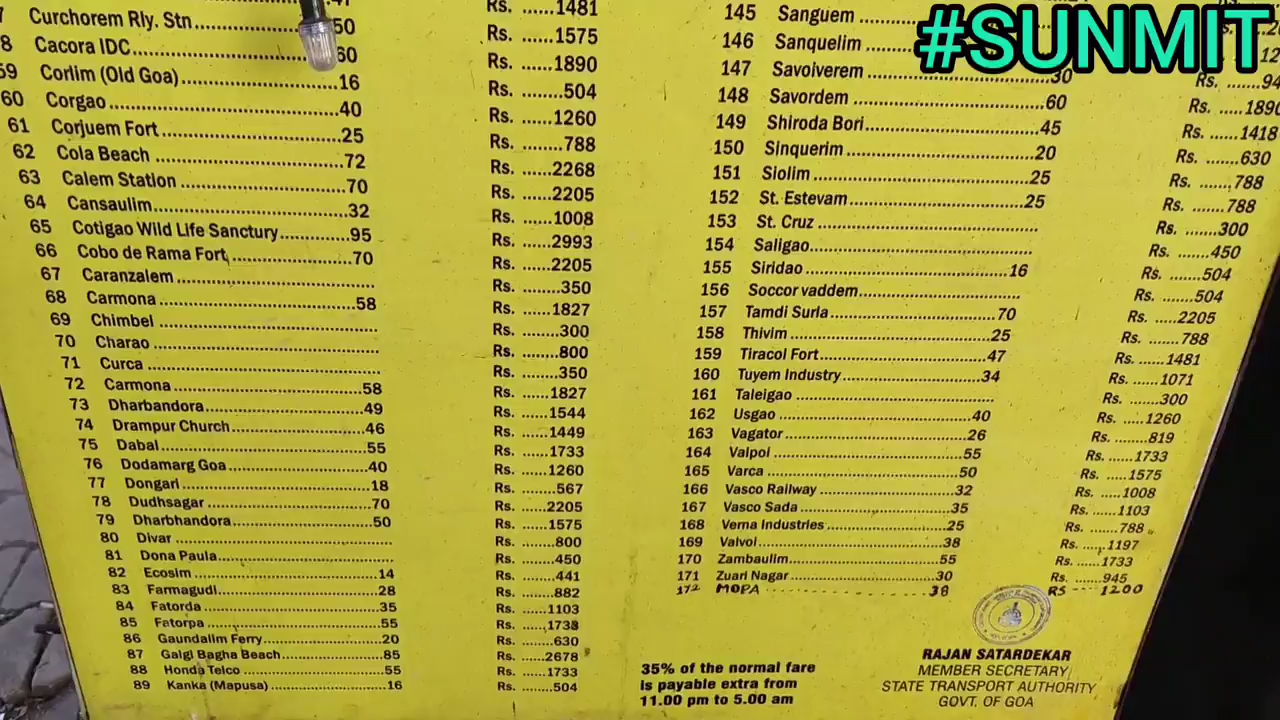 #SUNMIT
Rs. ......1481
Curchorem Rly. Stn ..........50 Rs. ......1575
Cacora IDC..........60 Rs. ......1890
59 Corlim (Old Goa)..........16 Rs. ........504
60 Corgao..........40 Rs. ......1260
61 Corjuem Fort..........25 Rs. ........788
62 Cola Beach..........72 Rs. ......2268
63 Calem Station..........70 Rs. ......2205
64 Cansaulim..........32 Rs. ......1008
65 Cotigao Wild Life Sanctury..........95 Rs. ......2993
66 Cobo de Rama Fort..........70 Rs. ......2205
67 Caranzalem.......... Rs. ........350
68 Carmona..........58 Rs. ......1827
69 Chimbel.......... Rs. ........300
70 Charao.......... Rs. ........800
71 Curca.......... Rs. ........350
72 Carmona..........58 Rs. ......1827
73 Dharbandora..........49 Rs. ......1544
74 Drampur Church..........46 Rs. ......1449
75 Dabal..........55 Rs. ......1733
76 Dodamarg Goa..........40 Rs. ......1260
77 Dongari..........18 Rs. ........567
78 Dudhsagar..........70 Rs. ......2205
79 Dharbhandora..........50 Rs. ......1575
80 Divar.......... Rs. ........800
81 Dona Paula.......... Rs. ........450
82 Ecosim..........14 Rs. ........441
83 Farmagudi..........28 Rs. ........882
84 Fatorda..........35 Rs. ......1103
85 Fatorpa..........55 Rs. ......1733
86 Gaundalim Ferry..........20 Rs. ........630
87 Galgi Bagha Beach..........85 Rs. ......2678
88 Honda Telco..........55 Rs. ......1733
89 Kanka (Mapusa)..........16 Rs. ........504
145 Sanguem..........
146 Sanquelim..........
147 Savoiverem..........30
148 Savordem..........60 Rs. ......1890
149 Shiroda Bori..........45 Rs. ......1418
150 Sinquerim..........20 Rs. ........630
151 Siolim..........25 Rs. ........788
152 St. Estevam..........25 Rs. ........788
153 St. Cruz.......... Rs. ........300
154 Saligao.......... Rs. ........450
155 Siridao..........16 Rs. ........504
156 Soccor vaddem.......... Rs. ........504
157 Tamdi Surla..........70 Rs. ......2205
158 Thivim..........25 Rs. ........788
159 Tiracol Fort..........47 Rs. ......1481
160 Tuyem Industry..........34 Rs. ......1071
161 Taleigao.......... Rs. ........300
162 Usgao..........40 Rs. ......1260
163 Vagator..........26 Rs. ........819
164 Valpoi..........55 Rs. ......1733
165 Varca..........50 Rs. ......1575
166 Vasco Railway..........32 Rs. ......1008
167 Vasco Sada..........35 Rs. ......1103
168 Verna Industries..........25 Rs. ........788
169 Valvoi..........38 Rs. ......1197
170 Zambaulim..........55 Rs. ......1733
171 Zuari Nagar..........30 Rs. ........945
172 MOPA..........38 RS ---- 1200
35% of the normal fare
is payable extra from
11.00 pm to 5.00 am
RAJAN SATARDEKAR
MEMBER SECRETARY
STATE TRANSPORT AUTHORITY
GOVT. OF GOA